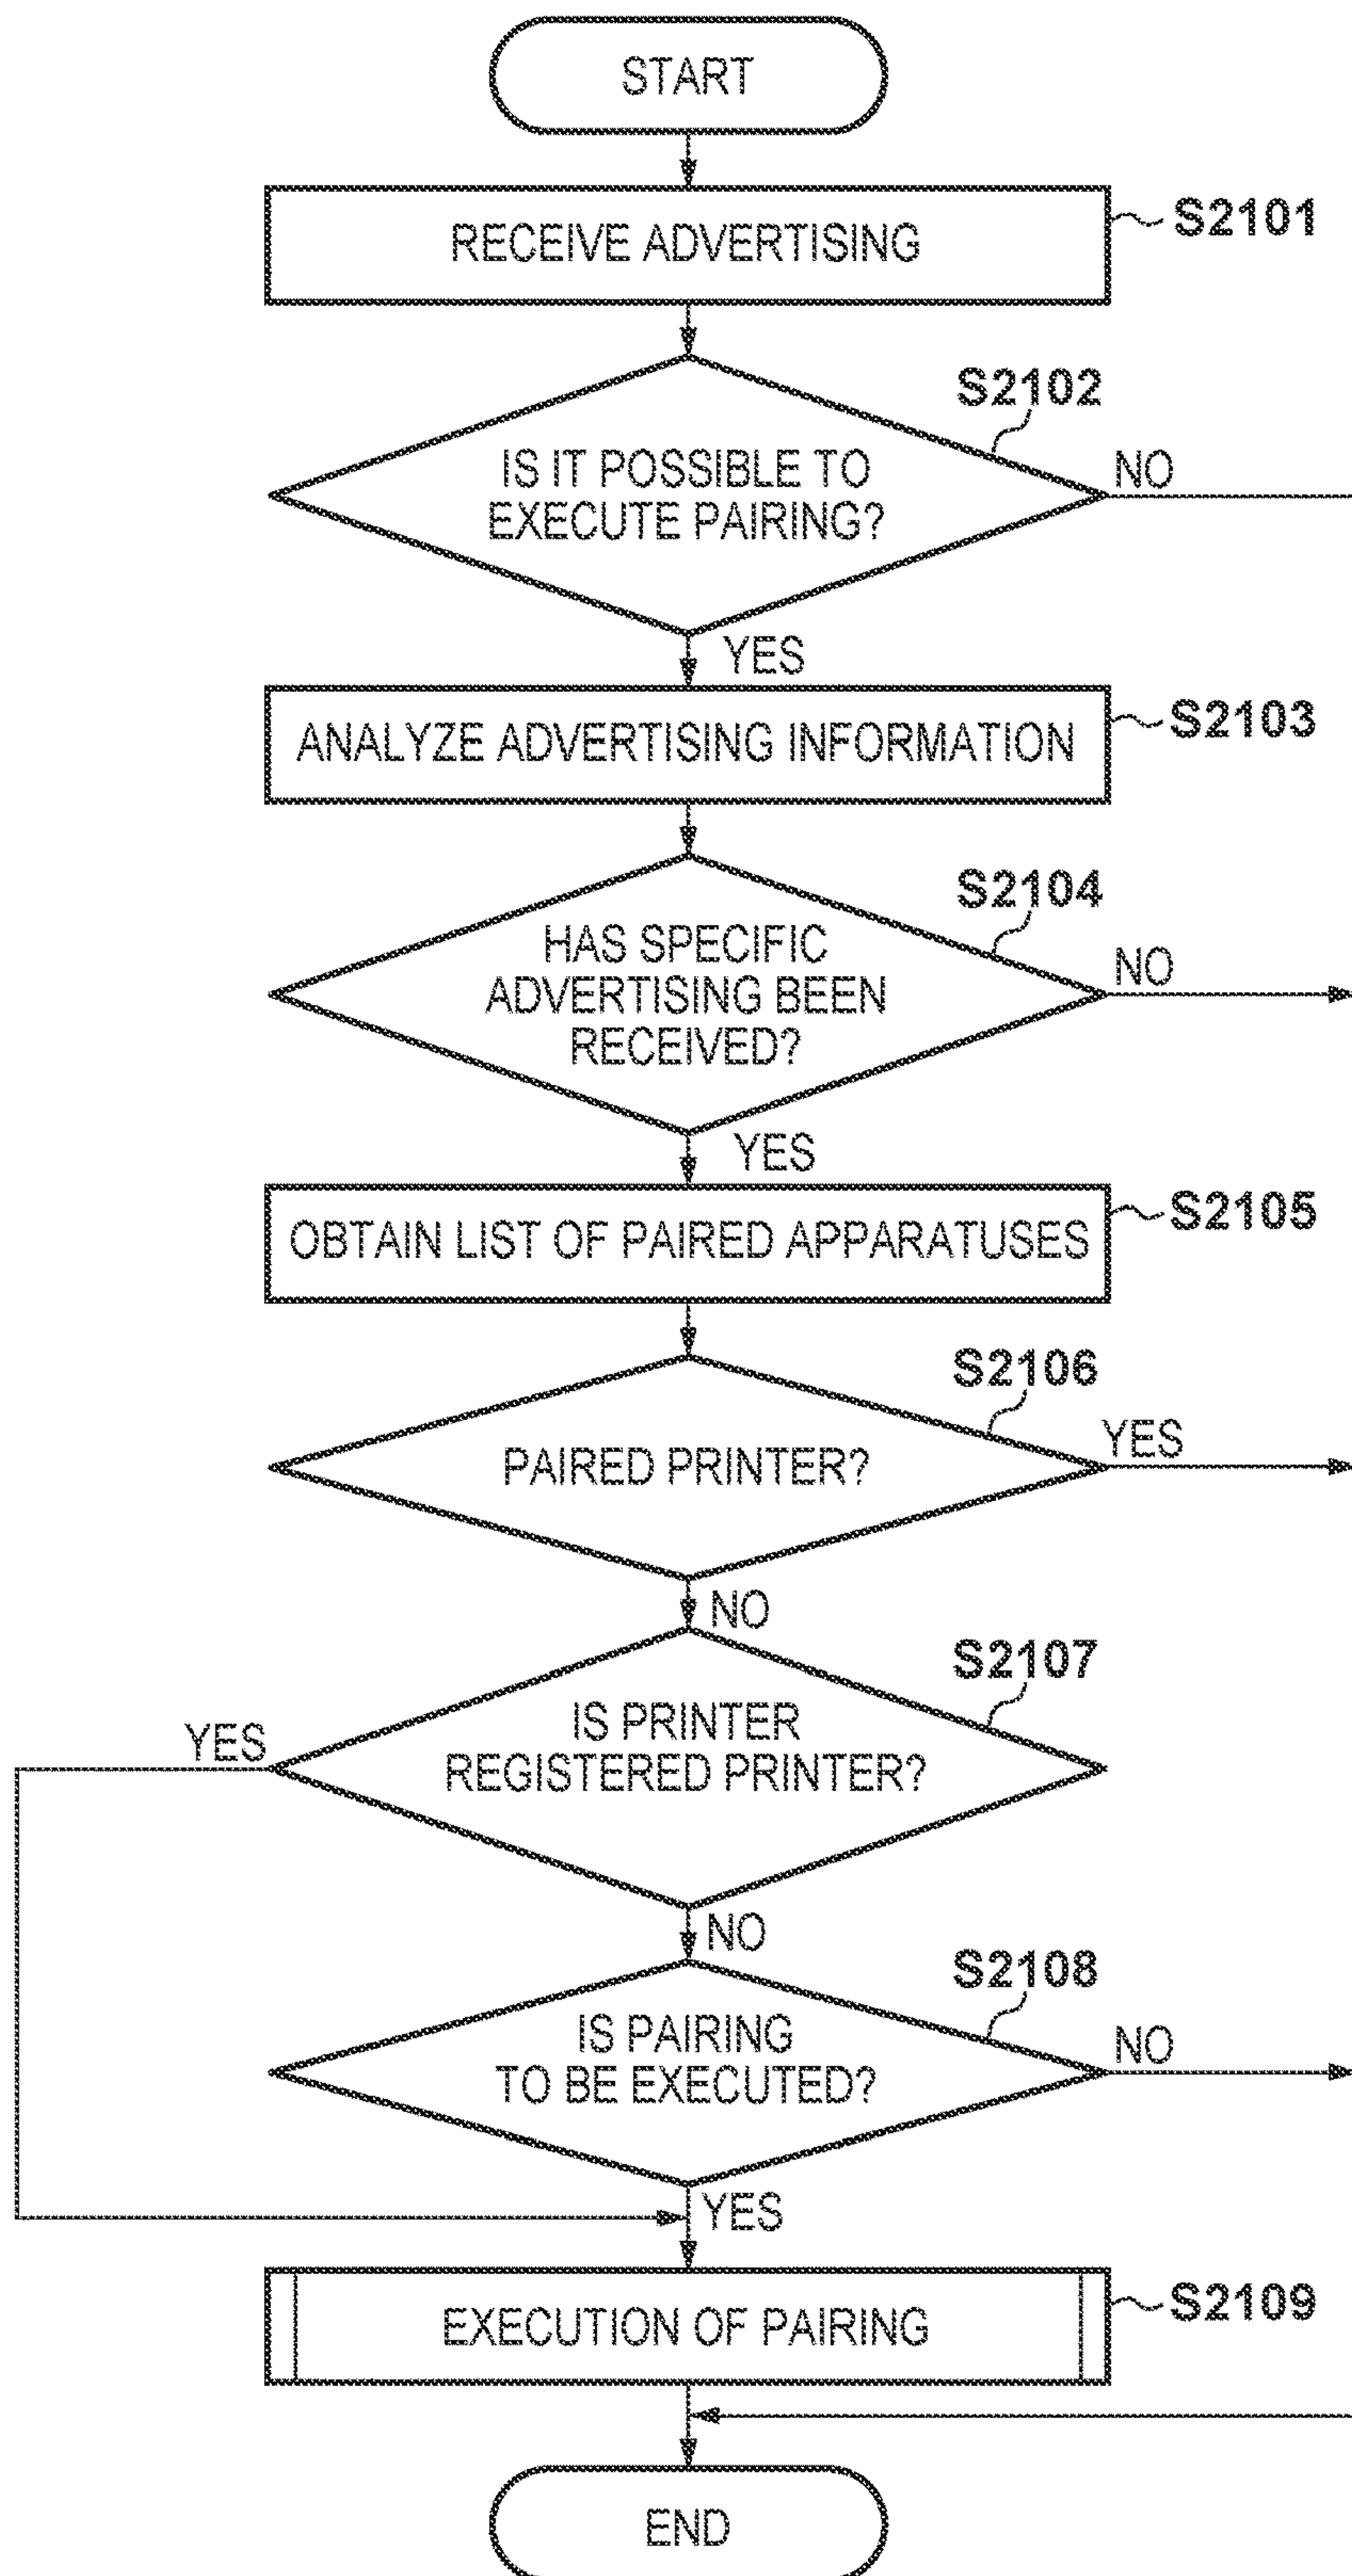 START
RECEIVE ADVERTISING
S2101
S2102
IS IT POSSIBLE TO
EXECUTE PAIRING?
NO
YES
ANALYZE ADVERTISING INFORMATION
S2103
S2104
HAS SPECIFIC
ADVERTISING BEEN
RECEIVED?
NO
YES
OBTAIN LIST OF PAIRED APPARATUSES
S2105
S2106
PAIRED PRINTER?
YES
NO
S2107
IS PRINTER
REGISTERED PRINTER?
YES
NO
S2108
IS PAIRING
TO BE EXECUTED?
NO
YES
EXECUTION OF PAIRING
S2109
END